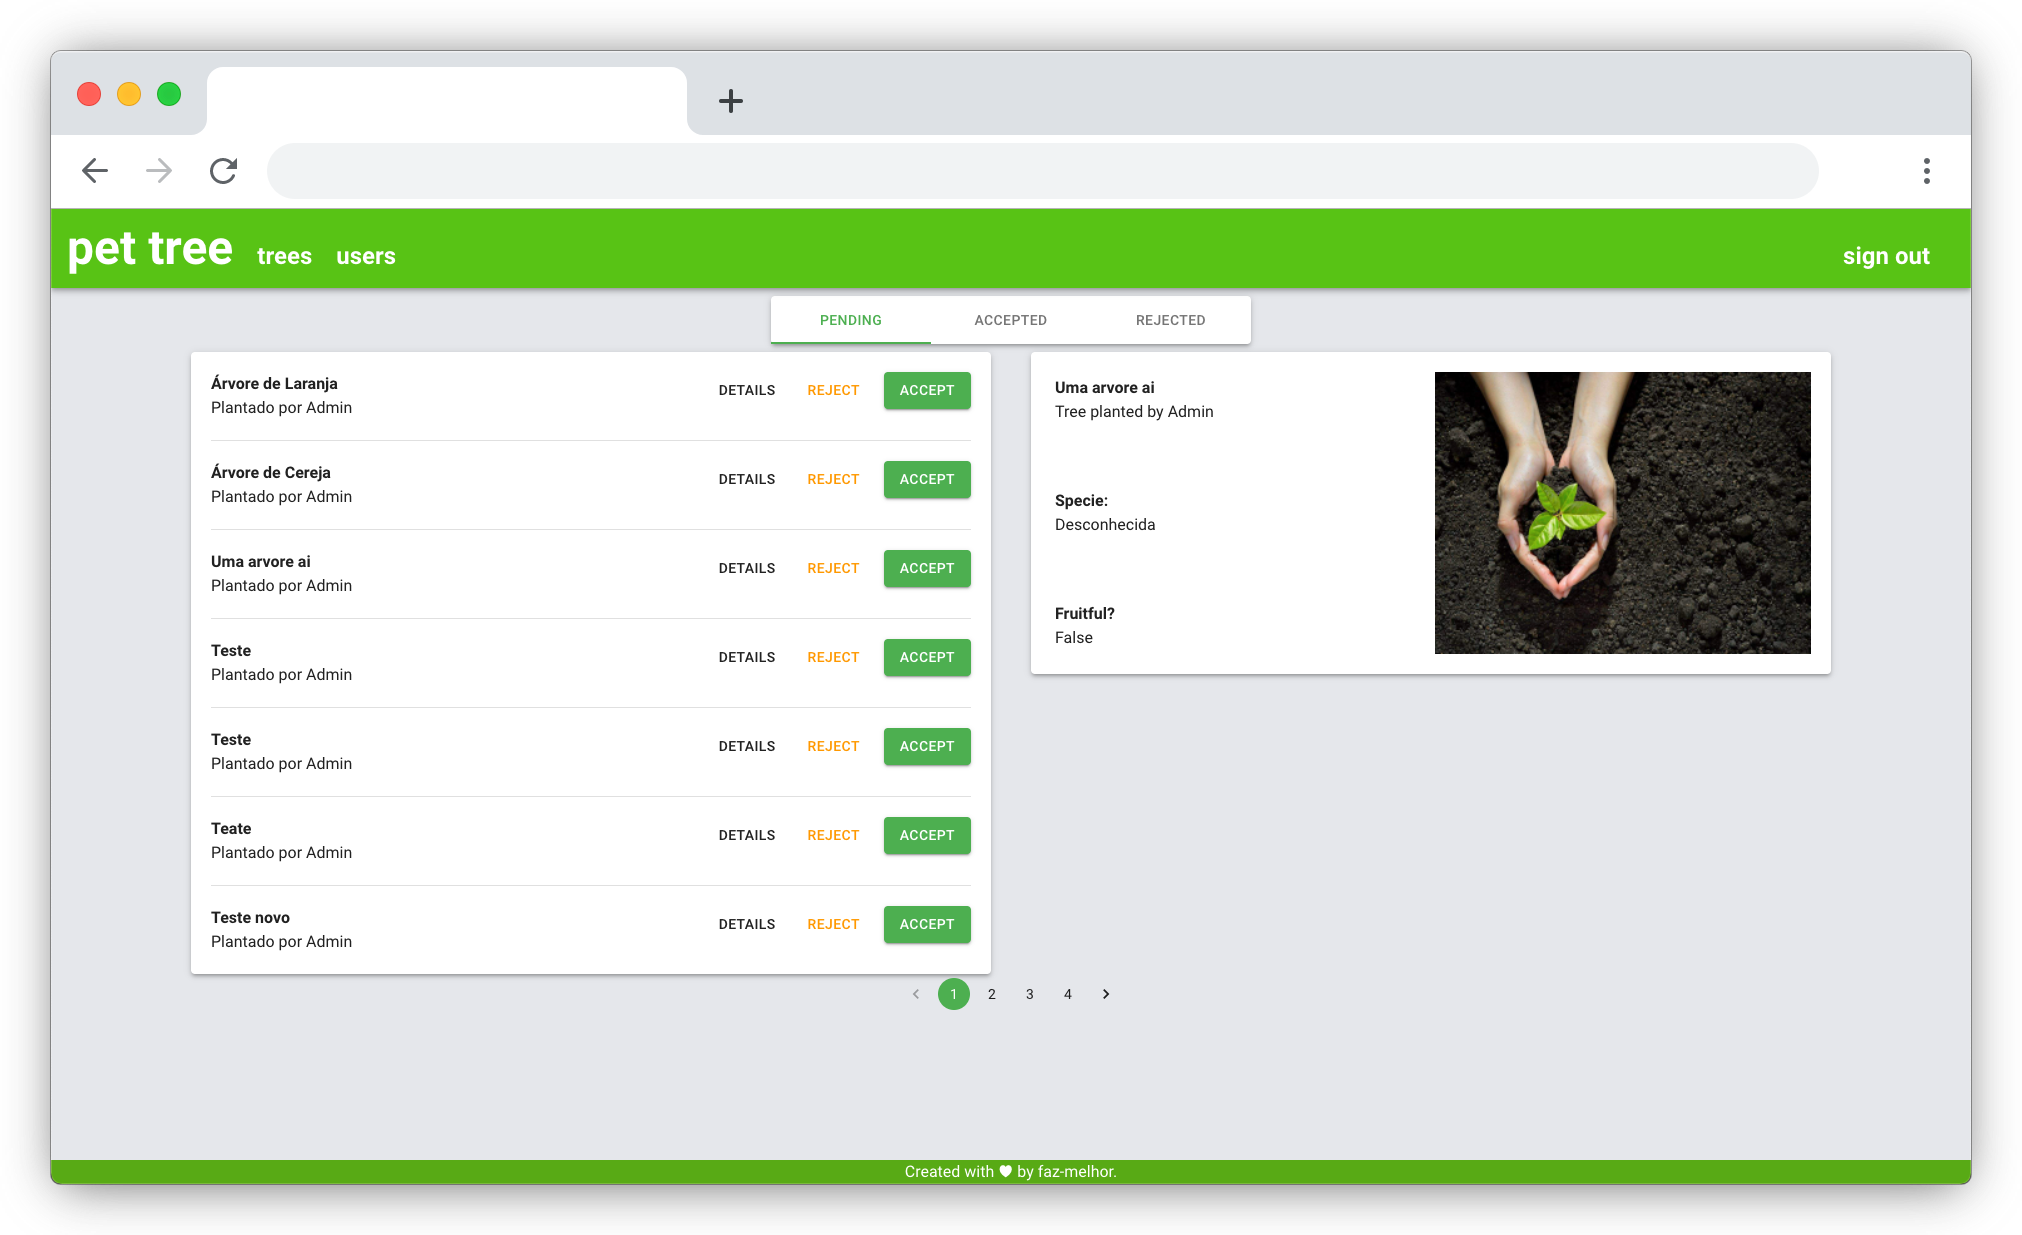 pet tree trees users sign out
PENDING ACCEPTED REJECTED
Árvore de Laranja
Plantado por Admin
DETAILS REJECT ACCEPT
Árvore de Cereja
Plantado por Admin
DETAILS REJECT ACCEPT
Uma arvore ai
Plantado por Admin
DETAILS REJECT ACCEPT
Teste
Plantado por Admin
DETAILS REJECT ACCEPT
Teste
Plantado por Admin
DETAILS REJECT ACCEPT
Teate
Plantado por Admin
DETAILS REJECT ACCEPT
Teste novo
Plantado por Admin
DETAILS REJECT ACCEPT
Uma arvore ai
Tree planted by Admin
Specie:
Desconhecida
Fruitful?
False
1 2 3 4
Created with ♥ by faz-melhor.